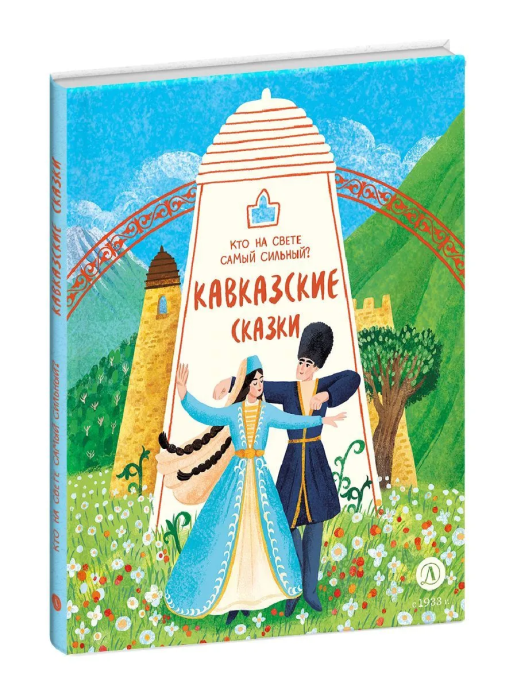 КТО НА СВЕТЕ
САМЫЙ СИЛЬНЫЙ?
КАВКАЗСКИЕ
СКАЗКИ
КТО НА СВЕТЕ САМЫЙ СИЛЬНЫЙ? КАВКАЗСКИЕ СКАЗКИ
Д
с 1933 г.